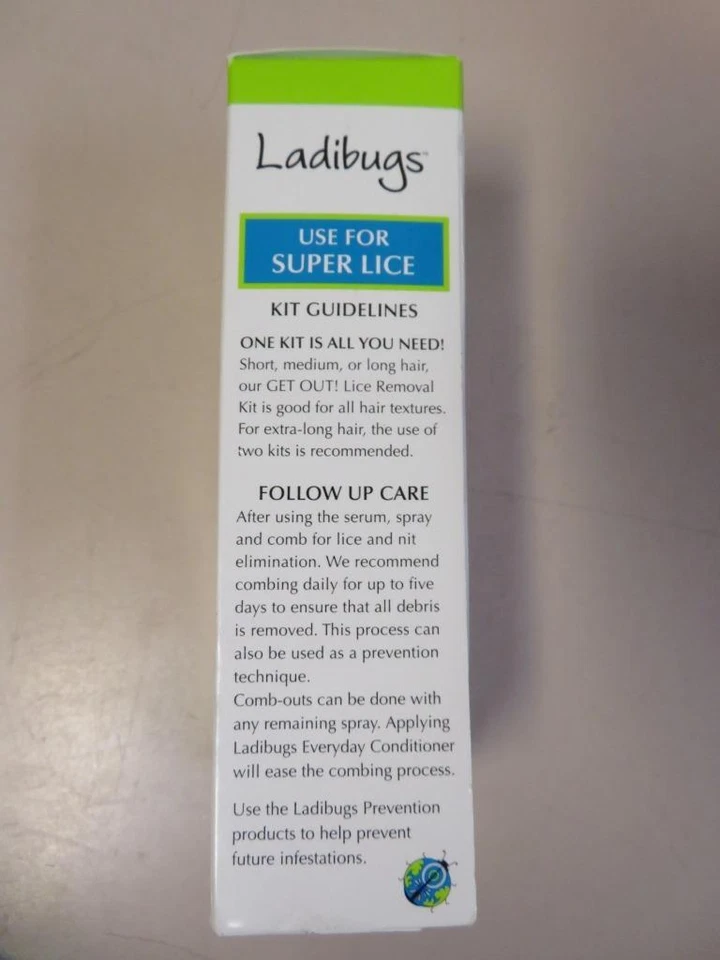 Ladibugs™
USE FOR
SUPER LICE
KIT GUIDELINES
ONE KIT IS ALL YOU NEED!
Short, medium, or long hair,
our GET OUT! Lice Removal
Kit is good for all hair textures.
For extra-long hair, the use of
two kits is recommended.
FOLLOW UP CARE
After using the serum, spray
and comb for lice and nit
elimination. We recommend
combing daily for up to five
days to ensure that all debris
is removed. This process can
also be used as a prevention
technique.
Comb-outs can be done with
any remaining spray. Applying
Ladibugs Everyday Conditioner
will ease the combing process.
Use the Ladibugs Prevention
products to help prevent
future infestations.